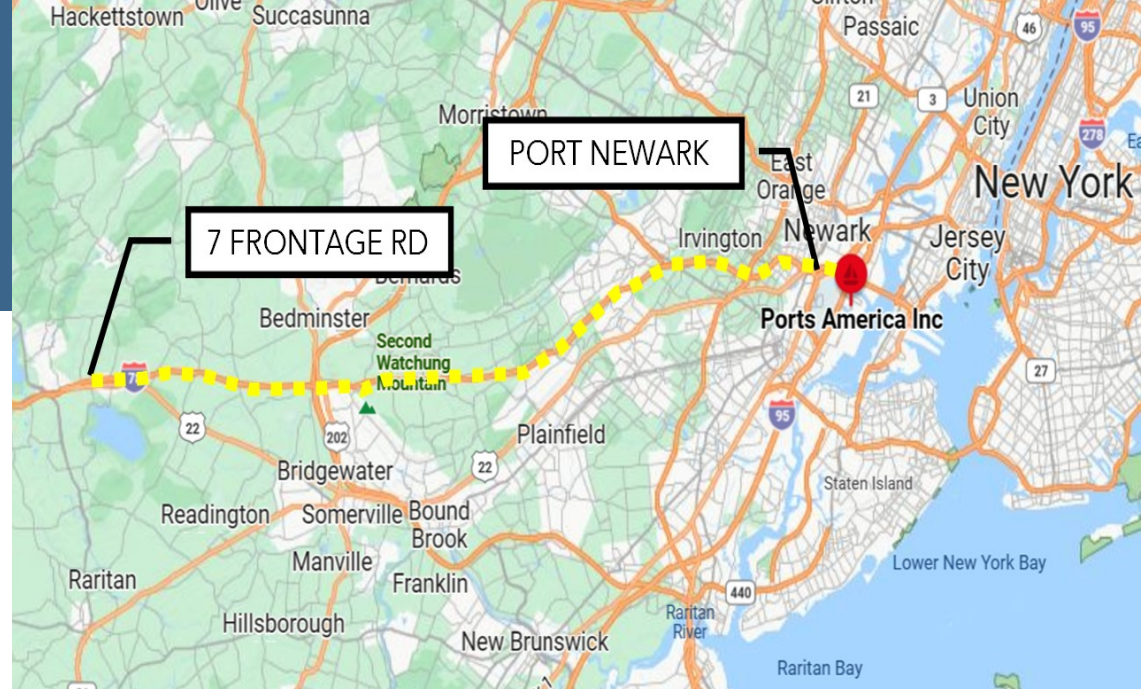 Hackettstown
Succasunna
Passaic
46
95
Morristown
21
3
Union
City
278
PORT NEWARK
East
Orange
New York
7 FRONTAGE RD
Irvington
Newark
Jersey
City
Bernards
Bedminster
Ports America Inc
Second
Watchung
Mountain
78
27
22
202
Plainfield
95
Bridgewater
22
Staten Island
Readington
Somerville
Bound
Brook
Manville
Lower New York Bay
Raritan
Franklin
440
Hillsborough
Raritan
River
New Brunswick
Raritan Bay